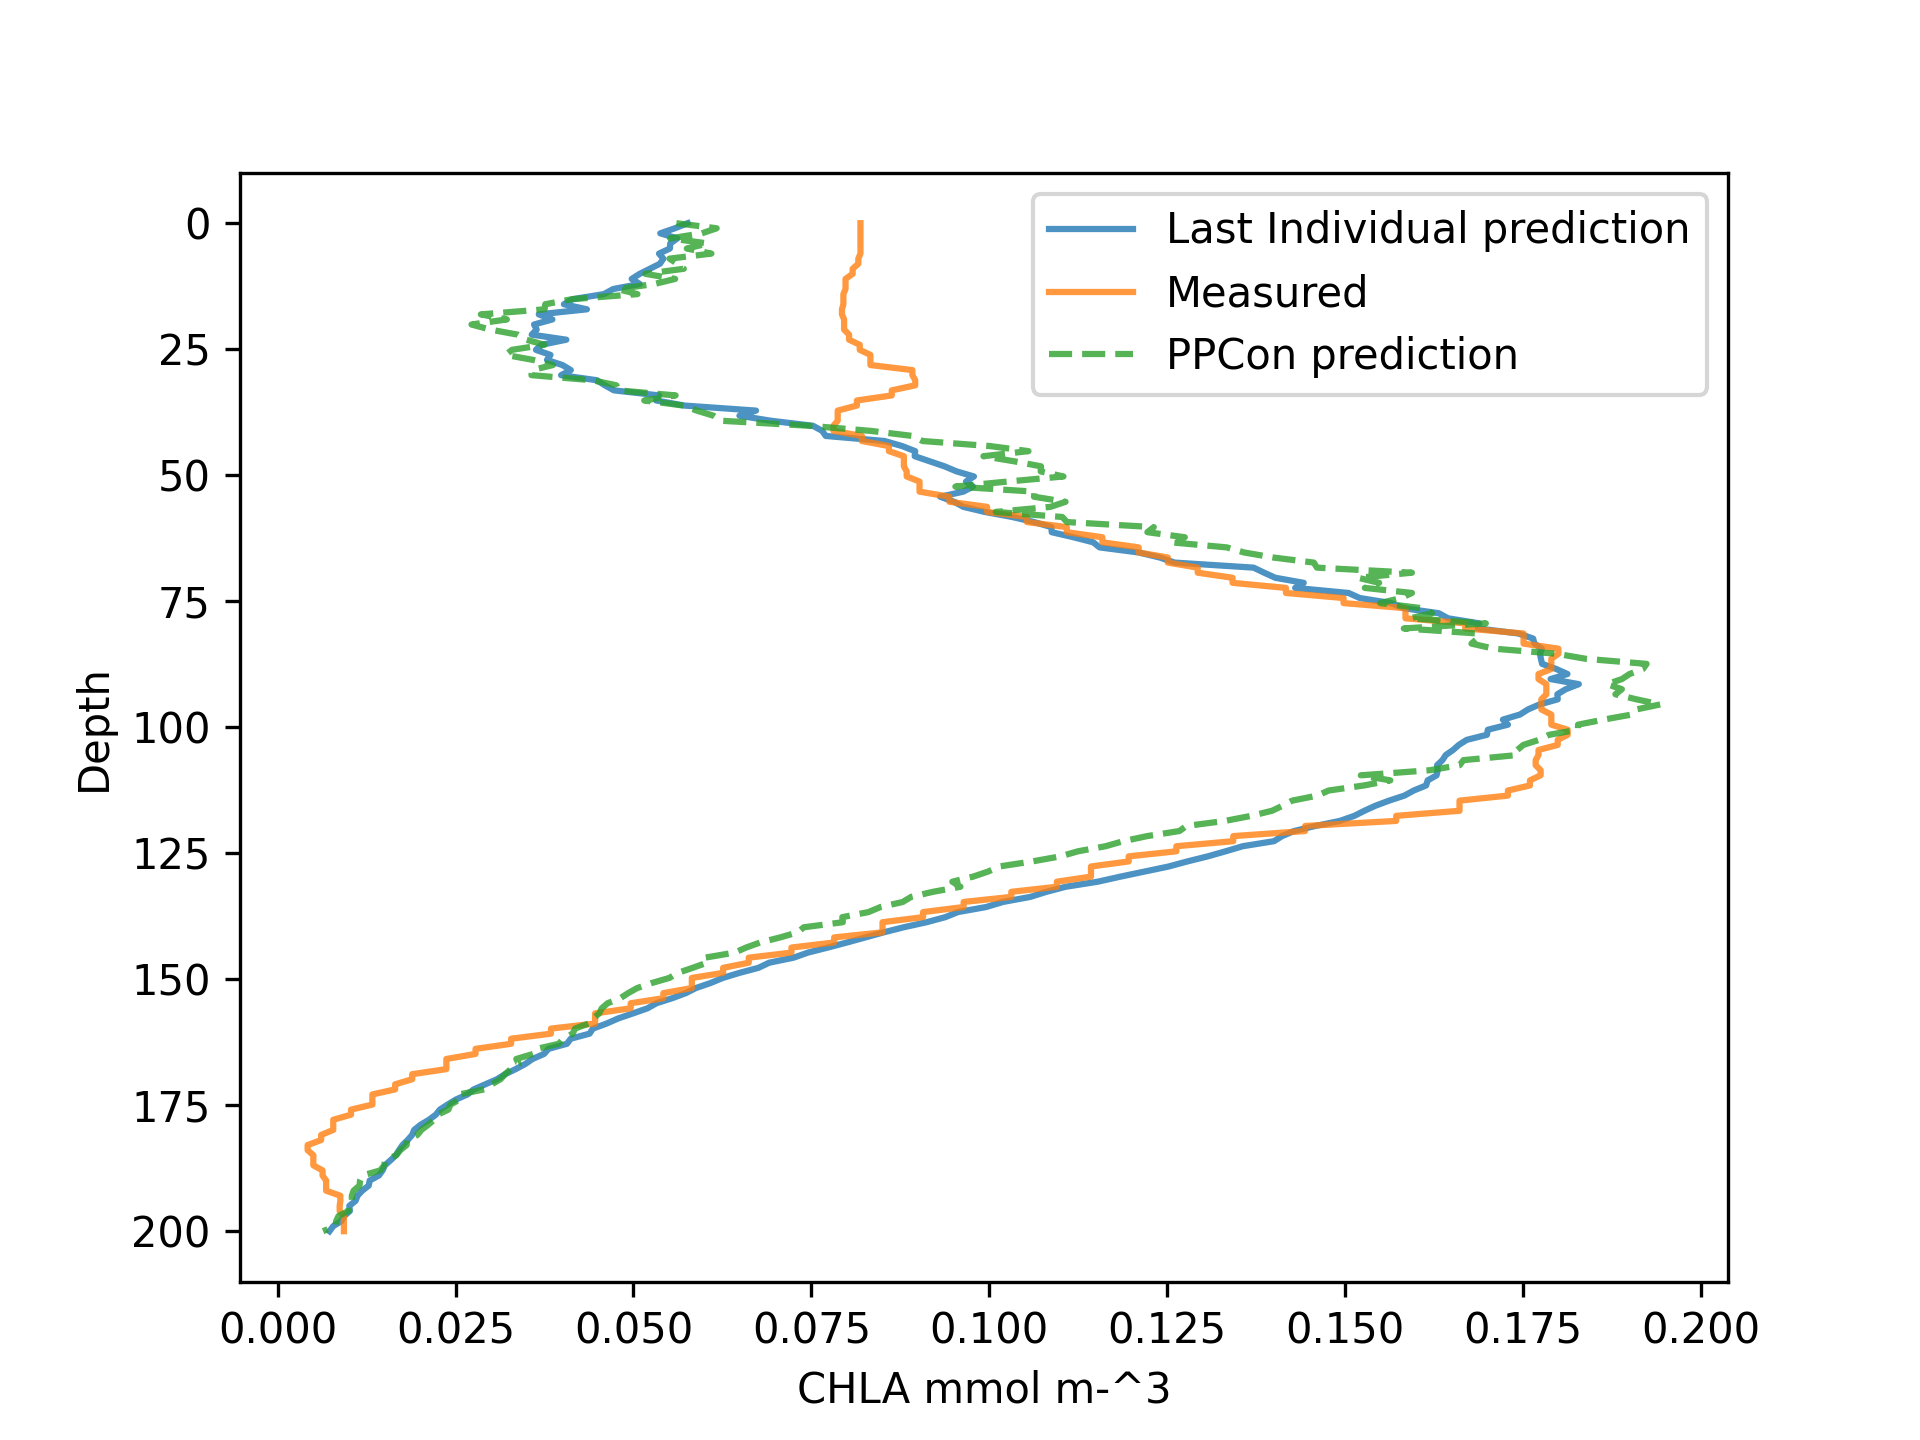 Last Individual prediction
Measured
PPCon prediction
Depth
0
25
50
75
100
125
150
175
200
0.000 0.025 0.050 0.075 0.100 0.125 0.150 0.175 0.200
CHLA mmol m-^3